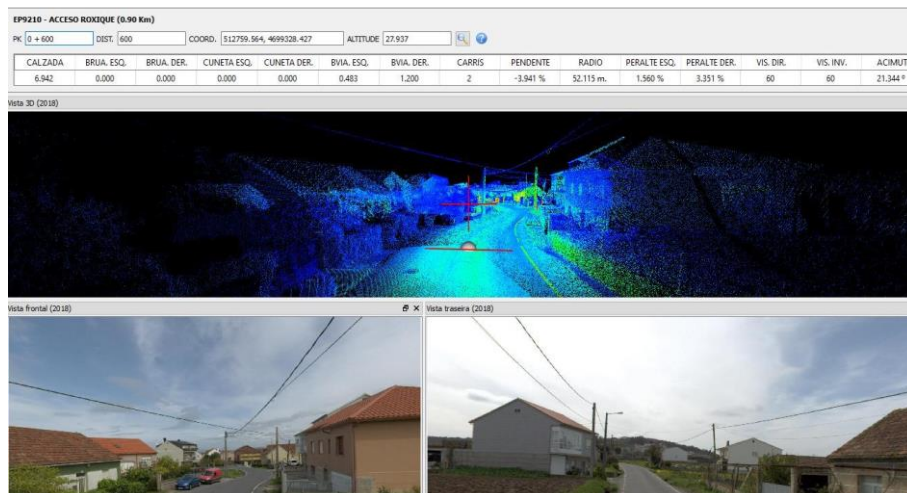 EP9210 - ACCESO ROXIQUE (0.90 Km)
PK 0 + 600 DIST. 600 COORD. 512759.564, 4699328.427 ALTITUDE 27.937
CALZADA BRUA. ESQ. BRUA. DER. CUNETA ESQ. CUNETA DER. BVIA. ESQ. BVIA. DER. CARRIS PENDENTE RADIO PERALTE ESQ. PERALTE DER. VIS. DIR. VIS. INV. ACIMUT
6.942 0.000 0.000 0.000 0.000 0.483 1.200 2 -3.941 % 52.115 m. 1.560 % 3.351 % 60 60 21.344 º
Vista 3D (2018)
Vista frontal (2018) Vista traseira (2018)